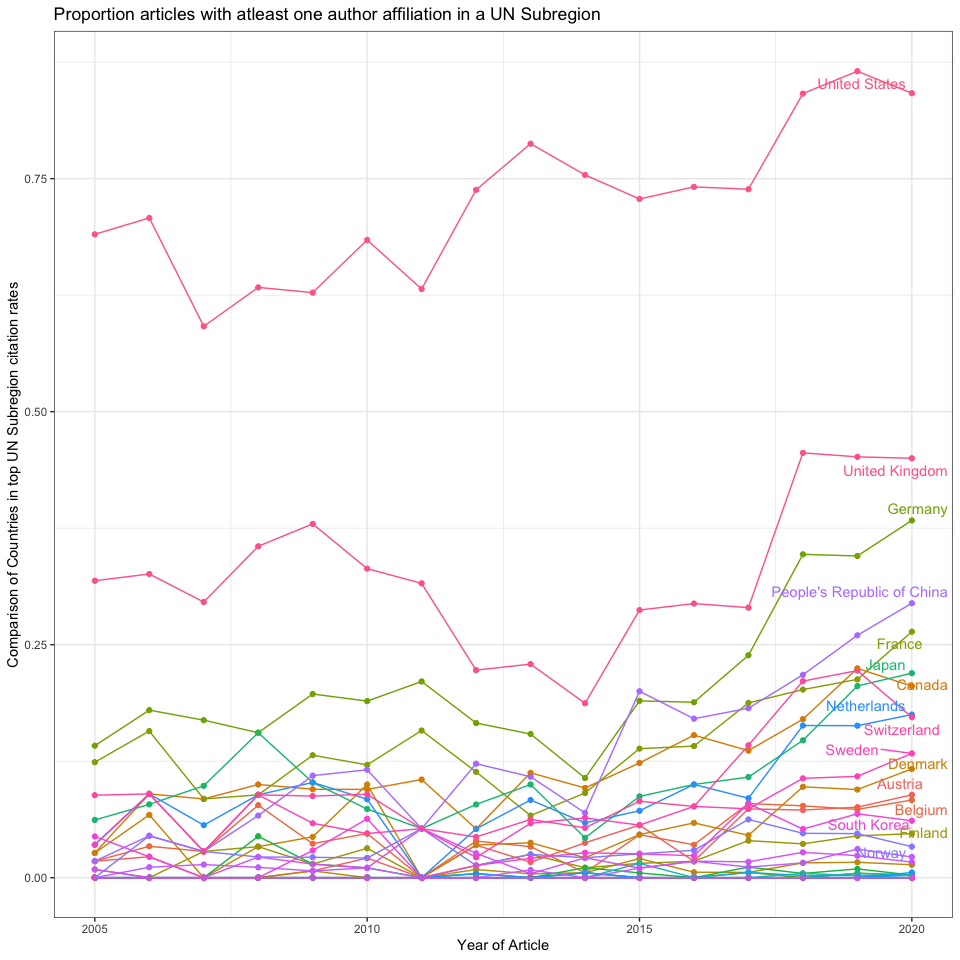 Proportion articles with atleast one author affiliation in a UN Subregion
Comparison of Countries in top UN Subregion citation rates
0.75
0.50
0.25
0.00
United States
United Kingdom
Germany
People's Republic of China
France
Japan
Canada
Netherlands
Switzerland
Sweden
Denmark
Austria
Belgium
South Korea
Finland
Norway
2005
2010
2015
2020
Year of Article